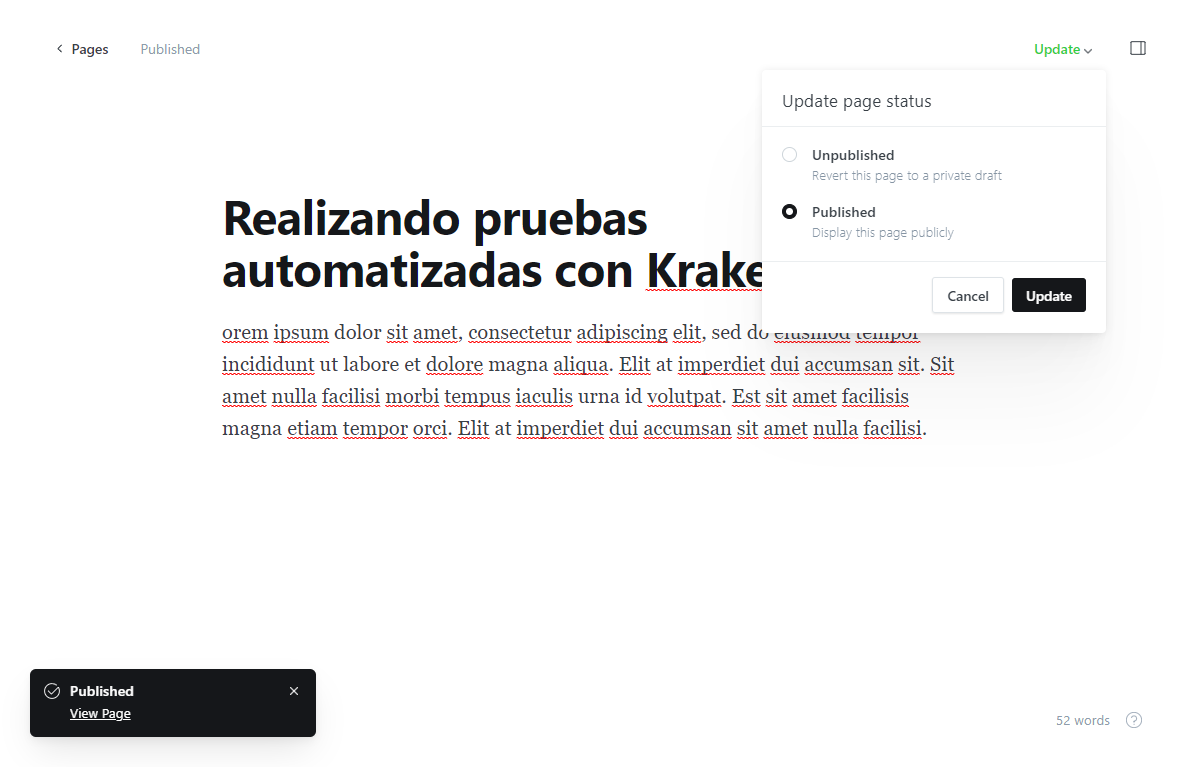 Pages
Published
Update
Update page status
Unpublished
Revert this page to a private draft
Published
Display this page publicly
Cancel
Update
Realizando pruebas
automatizadas con Krake
orem ipsum dolor sit amet, consectetur adipiscing elit, sed do eiusmod tempor
incididunt ut labore et dolore magna aliqua. Elit at imperdiet dui accumsan sit. Sit
amet nulla facilisi morbi tempus iaculis urna id volutpat. Est sit amet facilisis
magna etiam tempor orci. Elit at imperdiet dui accumsan sit amet nulla facilisi.
Published
View Page
52 words